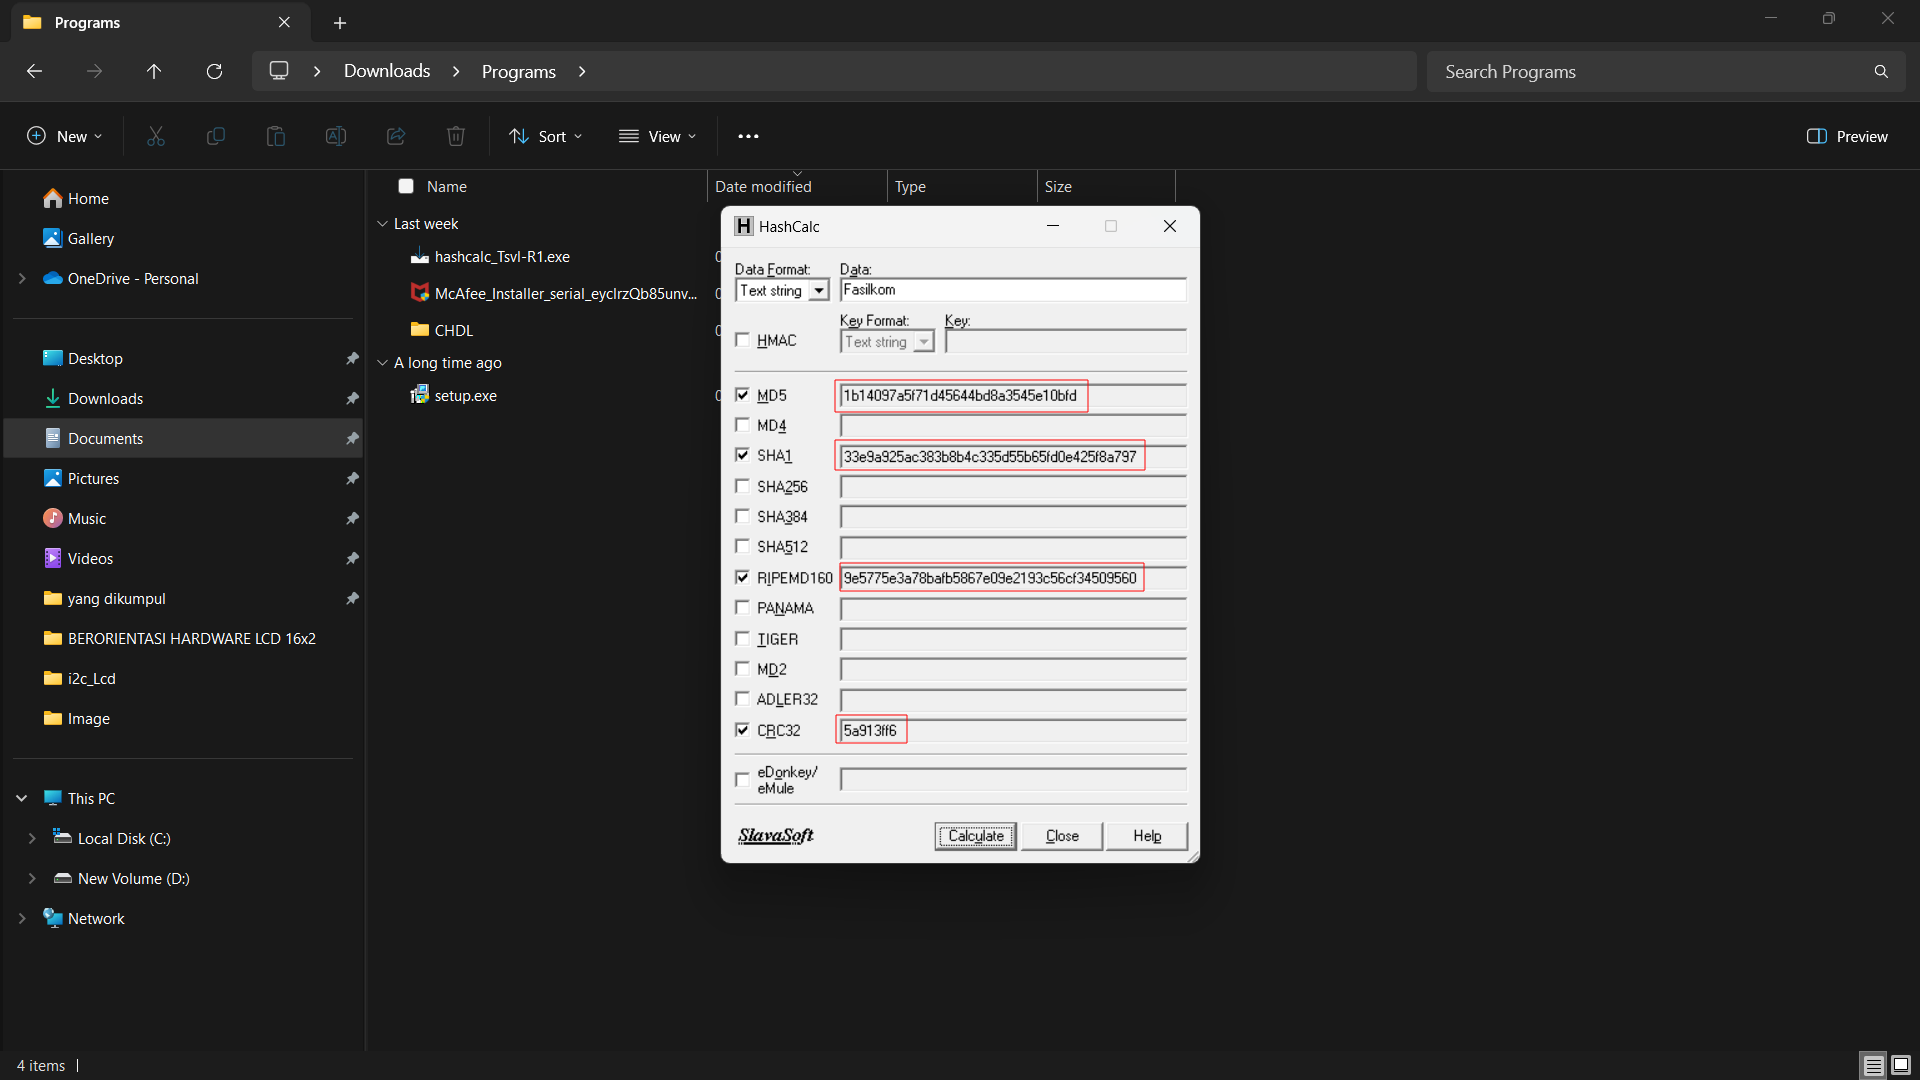 Programs
Downloads
Programs
Search Programs
New
Sort
View
Preview
Home
Gallery
OneDrive - Personal
Desktop
Downloads
Documents
Pictures
Music
Videos
yang dikumpul
BERORIENTASI HARDWARE LCD 16x2
i2c_Lcd
Image
This PC
Local Disk (C:)
New Volume (D:)
Network
Name
Date modified
Type
Size
Last week
hashcalc_Tsvl-R1.exe
McAfee_Installer_serial_eyclrzQb85unv...
CHDL
A long time ago
setup.exe
HashCalc
Data Format:
Data:
Text string
Fasilkom
Key Format:
Key:
HMAC
Text string
MD5
1b14097a5f71d45644bd8a3545e10bfd
MD4
SHA1
33e9a925ac383b8b4c335d55b65fd0e425f8a797
SHA256
SHA384
SHA512
RIPEMD160
9e5775e3a78bafb5867e09e2193c56cf34509560
PANAMA
TIGER
MD2
ADLER32
CRC32
5a913ff6
eDonkey/
eMule
SlavaSoft
Calculate
Close
Help
4 items